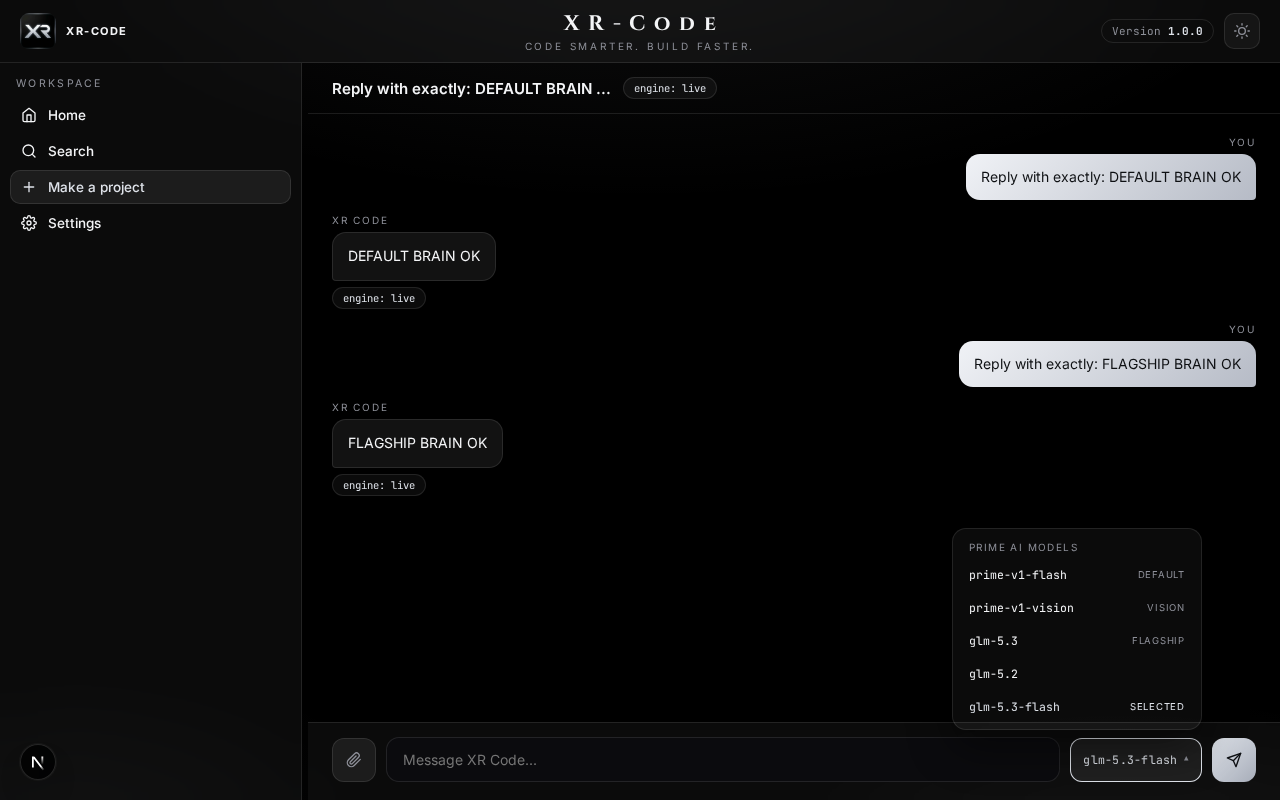 XR
XR-CODE
XR-CODE
CODE SMARTER. BUILD FASTER.
Version 1.0.0
WORKSPACE
Home
Search
Make a project
Settings
N
Reply with exactly: DEFAULT BRAIN ...
engine: live
YOU
Reply with exactly: DEFAULT BRAIN OK
XR CODE
DEFAULT BRAIN OK
engine: live
YOU
Reply with exactly: FLAGSHIP BRAIN OK
XR CODE
FLAGSHIP BRAIN OK
engine: live
PRIME AI MODELS
prime-v1-flash DEFAULT
prime-v1-vision VISION
glm-5.3 FLAGSHIP
glm-5.2
glm-5.3-flash SELECTED
Message XR Code...
glm-5.3-flash